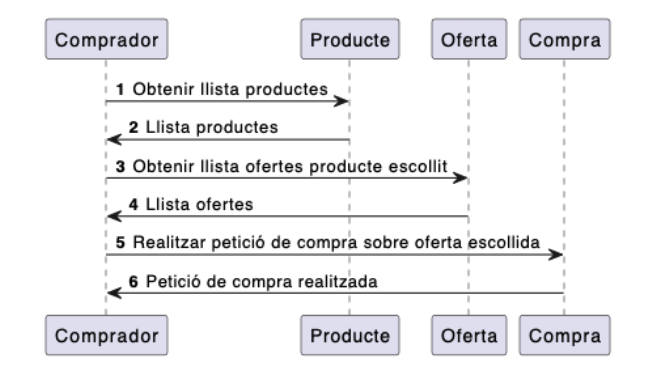 Comprador Producte Oferta Compra
1 Obtenir llista productes
2 Llista productes
3 Obtenir llista ofertes producte escollit
4 Llista ofertes
5 Realitzar petició de compra sobre oferta escollida
6 Petició de compra realitzada
Comprador Producte Oferta Compra